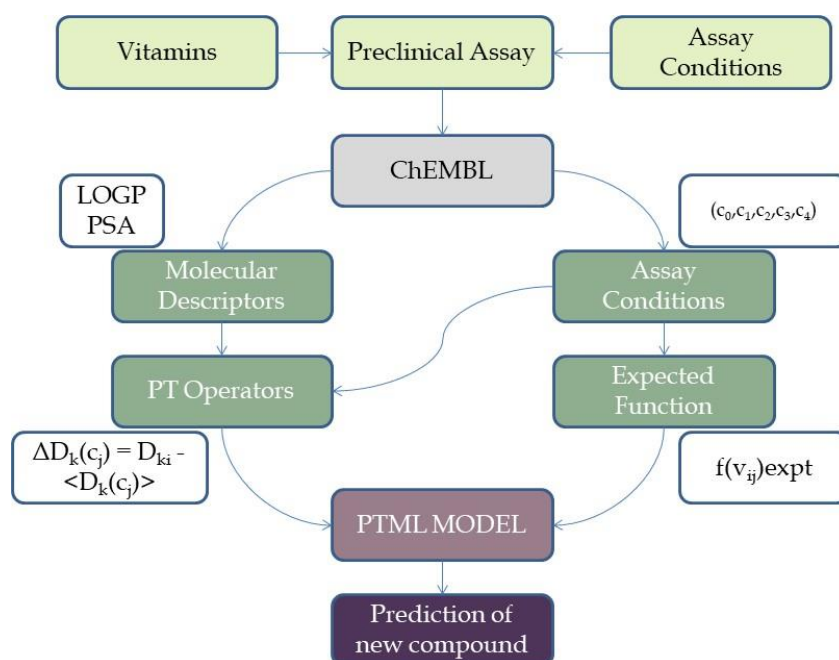 Vitamins
Preclinical Assay
Assay
Conditions
ChEMBL
LOGP
PSA
(c₀,c₁,c₂,c₃,c₄)
Molecular
Descriptors
Assay
Conditions
PT Operators
Expected
Function
ΔDₖ(cⱼ) = Dₖᵢ -
<Dₖ(cⱼ)>
f(vᵢⱼ)expt
PTML MODEL
Prediction of
new compound